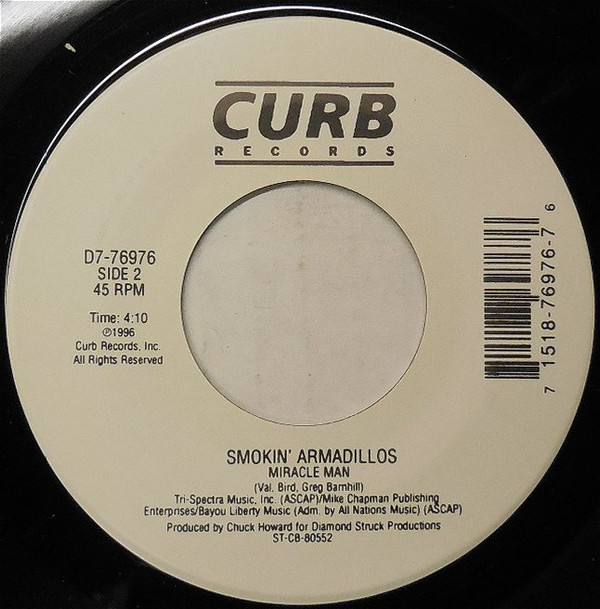 CURB
RECORDS
D7-76976
SIDE 2
45 RPM
Time: 4:10
℗1996
Curb Records, Inc.
All Rights Reserved
7 1518-76976-7 6
SMOKIN' ARMADILLOS
MIRACLE MAN
(Val. Bird, Greg Barnhill)
Tri-Spectra Music, Inc. (ASCAP)/Mike Chapman Publishing
Enterprises/Bayou Liberty Music (Adm. by All Nations Music) (ASCAP)
Produced by Chuck Howard for Diamond Struck Productions
ST-CB-80552